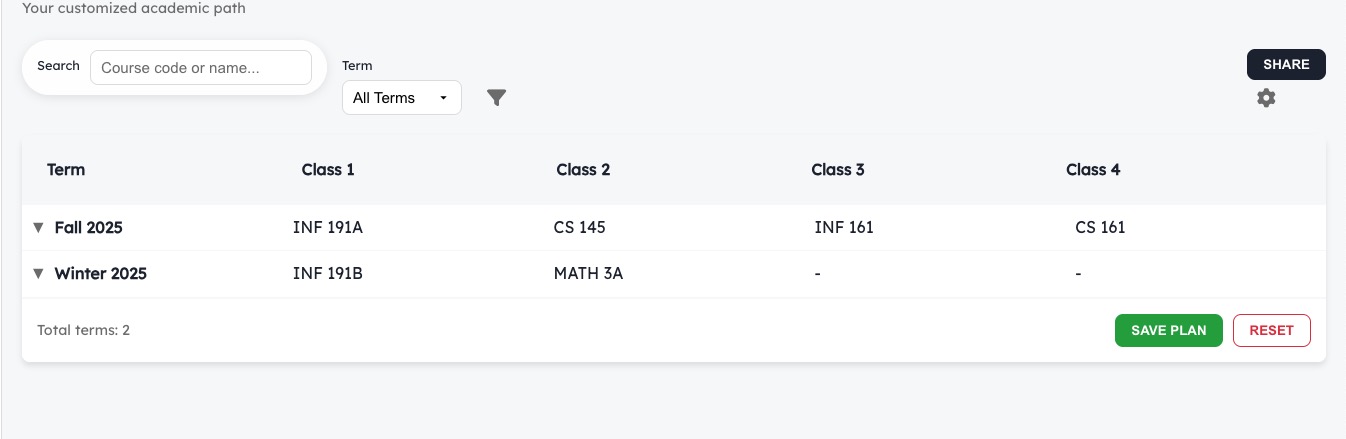 Your customized academic path
Search Course code or name...
Term
All Terms
SHARE
Term Class 1 Class 2 Class 3 Class 4
▼ Fall 2025 INF 191A CS 145 INF 161 CS 161
▼ Winter 2025 INF 191B MATH 3A - -
Total terms: 2 SAVE PLAN RESET